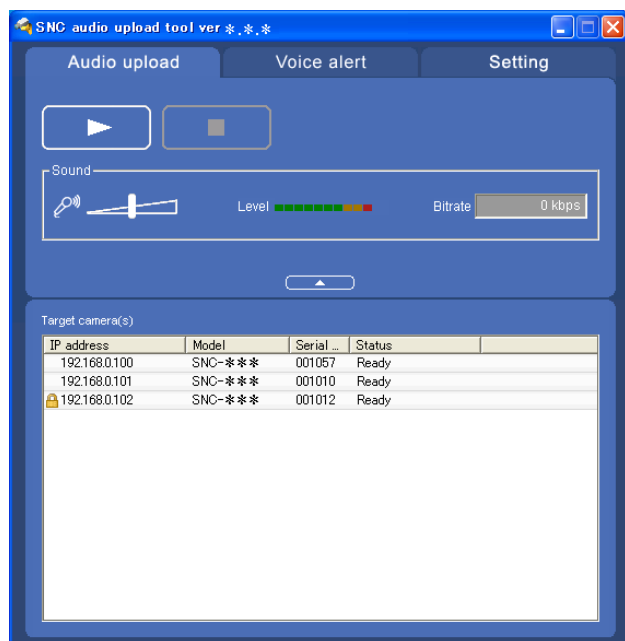 SNC audio upload tool ver *.*.*
Audio upload Voice alert Setting
Sound
Level Bitrate 0 kbps
Target camera(s)
IP address Model Serial ... Status
192.168.0.100 SNC-*** 001057 Ready
192.168.0.101 SNC-*** 001010 Ready
192.168.0.102 SNC-*** 001012 Ready